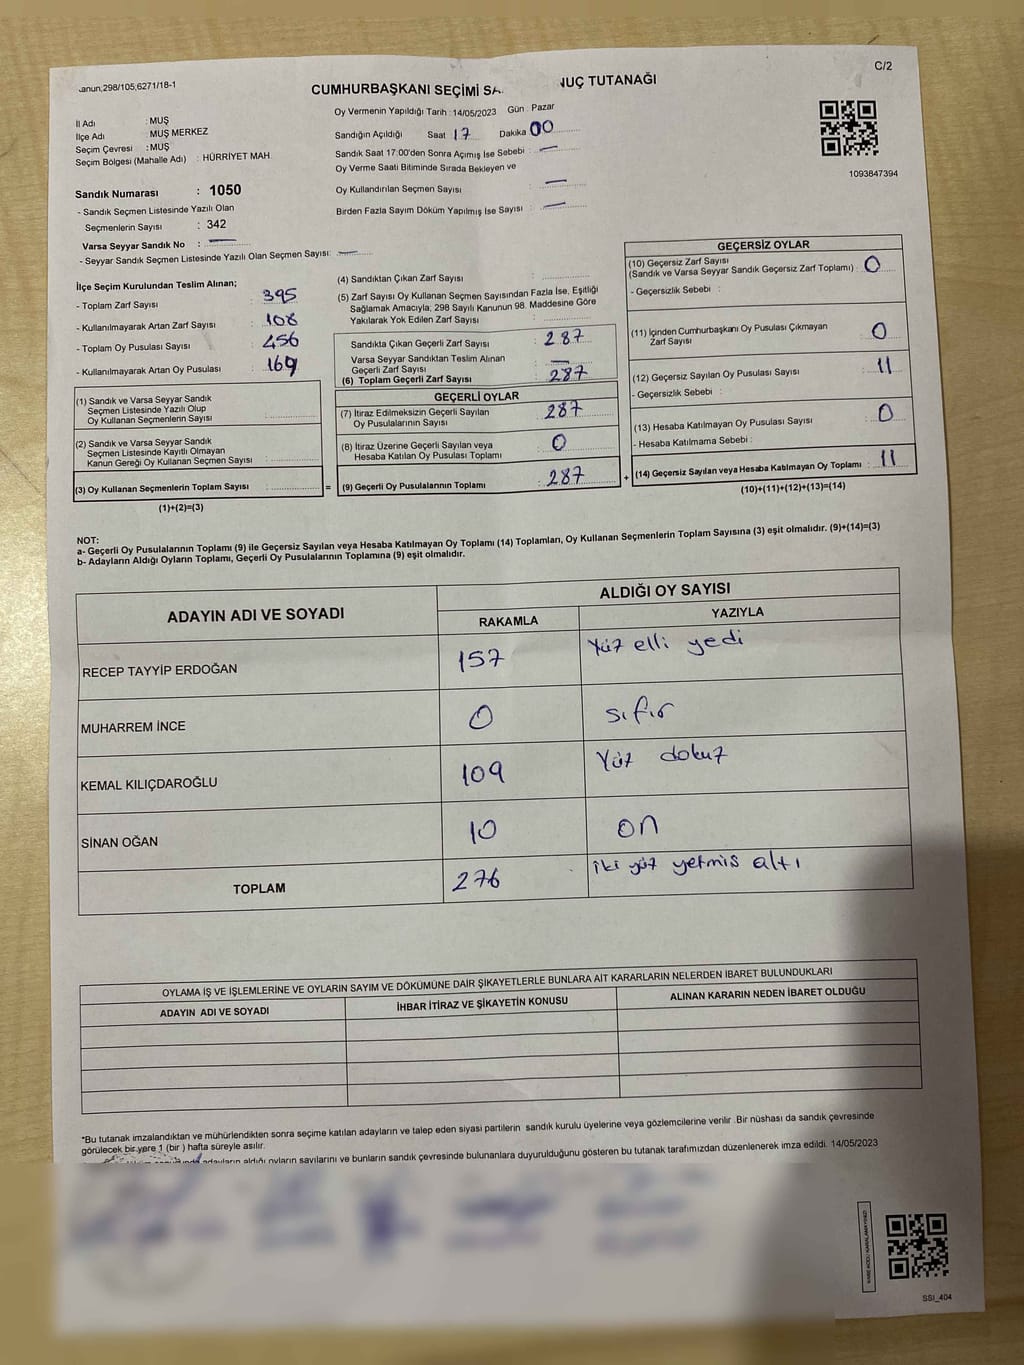 C/2
anun,298/105,6271/18-1
CUMHURBAŞKANI SEÇİMİ SA NUÇ TUTANAĞI
Oy Vermenin Yapıldığı Tarih : 14/05/2023 Gün : Pazar
1093847394
İl Adı : MUŞ
İlçe Adı : MUŞ MERKEZ
Seçim Çevresi : MUŞ
Seçim Bölgesi (Mahalle Adı) : HÜRRİYET MAH
Sandık Numarası : 1050
- Sandık Seçmen Listesinde Yazılı Olan
Seçmenlerin Sayısı : 342
Varsa Seyyar Sandık No :
- Seyyar Sandık Seçmen Listesinde Yazılı Olan Seçmen Sayısı:
Sandığın Açıldığı Saat 17 Dakika 00
Sandık Saat 17:00'den Sonra Açımış İse Sebebi :
Oy Verme Saati Bitiminde Sırada Bekleyen ve
Oy Kullandırılan Seçmen Sayısı :
Birden Fazla Sayım Döküm Yapılmış İse Sayısı :
İlçe Seçim Kurulundan Teslim Alınan;
- Toplam Zarf Sayısı : 395
- Kullanılmayarak Artan Zarf Sayısı : 108
- Toplam Oy Pusulası Sayısı : 456
- Kullanılmayarak Artan Oy Pusulası : 169
(1) Sandık ve Varsa Seyyar Sandık
Seçmen Listesinde Yazılı Olup
Oy Kullanan Seçmenlerin Sayısı :
(2) Sandık ve Varsa Seyyar Sandık
Seçmen Listesinde Kayıtlı Olmayan
Kanun Gereği Oy Kullanan Seçmen Sayısı :
(3) Oy Kullanan Seçmenlerin Toplam Sayısı : =
(1)+(2)=(3)
(4) Sandıktan Çıkan Zarf Sayısı :
(5) Zarf Sayısı Oy Kullanan Seçmen Sayısından Fazla İse, Eşitliği
Sağlamak Amacıyla; 298 Sayılı Kanunun 98. Maddesine Göre
Yakılarak Yok Edilen Zarf Sayısı :
Sandıkta Çıkan Geçerli Zarf Sayısı : 287
Varsa Seyyar Sandıktan Teslim Alınan
Geçerli Zarf Sayısı :
(6) Toplam Geçerli Zarf Sayısı : 287
GEÇERLİ OYLAR
(7) İtiraz Edilmeksizin Geçerli Sayılan
Oy Pusulalarının Sayısı : 287
(8) İtiraz Üzerine Geçerli Sayılan veya
Hesaba Katılan Oy Pusulası Toplamı : 0
(9) Geçerli Oy Pusulalarının Toplamı : 287 +
GEÇERSİZ OYLAR
(10) Geçersiz Zarf Sayısı
(Sandık ve Varsa Seyyar Sandık Geçersiz Zarf Toplamı) : 0
- Geçersizlik Sebebi :
(11) İçinden Cumhurbaşkanı Oy Pusulası Çıkmayan
Zarf Sayısı : 0
(12) Geçersiz Sayılan Oy Pusulası Sayısı : 11
- Geçersizlik Sebebi :
(13) Hesaba Katılmayan Oy Pusulası Sayısı : 0
- Hesaba Katılmama Sebebi :
(14) Geçersiz Sayılan veya Hesaba Katılmayan Oy Toplamı : 11
(10)+(11)+(12)+(13)=(14)
NOT:
a- Geçerli Oy Pusulalarının Toplamı (9) ile Geçersiz Sayılan veya Hesaba Katılmayan Oy Toplamı (14) Toplamları, Oy Kullanan Seçmenlerin Toplam Sayısına (3) eşit olmalıdır. (9)+(14)=(3)
b- Adayların Aldığı Oyların Toplamı, Geçerli Oy Pusulalarının Toplamına (9) eşit olmalıdır.
ADAYIN ADI VE SOYADI ALDIĞI OY SAYISI
RAKAMLA YAZIYLA
RECEP TAYYİP ERDOĞAN 157 Yüz elli yedi
MUHARREM İNCE 0 sıfır
KEMAL KILIÇDAROĞLU 109 Yüz dokuz
SİNAN OĞAN 10 on
TOPLAM 276 iki yüz yetmis altı
OYLAMA İŞ VE İŞLEMLERİNE VE OYLARIN SAYIM VE DÖKÜMÜNE DAİR ŞİKAYETLERLE BUNLARA AİT KARARLARIN NELERDEN İBARET BULUNDUKLARI
ADAYIN ADI VE SOYADI İHBAR İTİRAZ VE ŞİKAYETİN KONUSU ALINAN KARARIN NEDEN İBARET OLDUĞU
*Bu tutanak imzalandıktan ve mühürlendikten sonra seçime katılan adayların ve talep eden siyasi partilerin sandık kurulu üyelerine veya gözlemcilerine verilir .Bir nüshası da sandık çevresinde
görülecek bir yere 1 (bir ) hafta süreyle asılır.
adayların aldığı oyların sayılarını ve bunların sandık çevresinde bulunanlara duyurulduğunu gösteren bu tutanak tarafımızdan düzenlenerek imza edildi. 14/05/2023
SSI_404